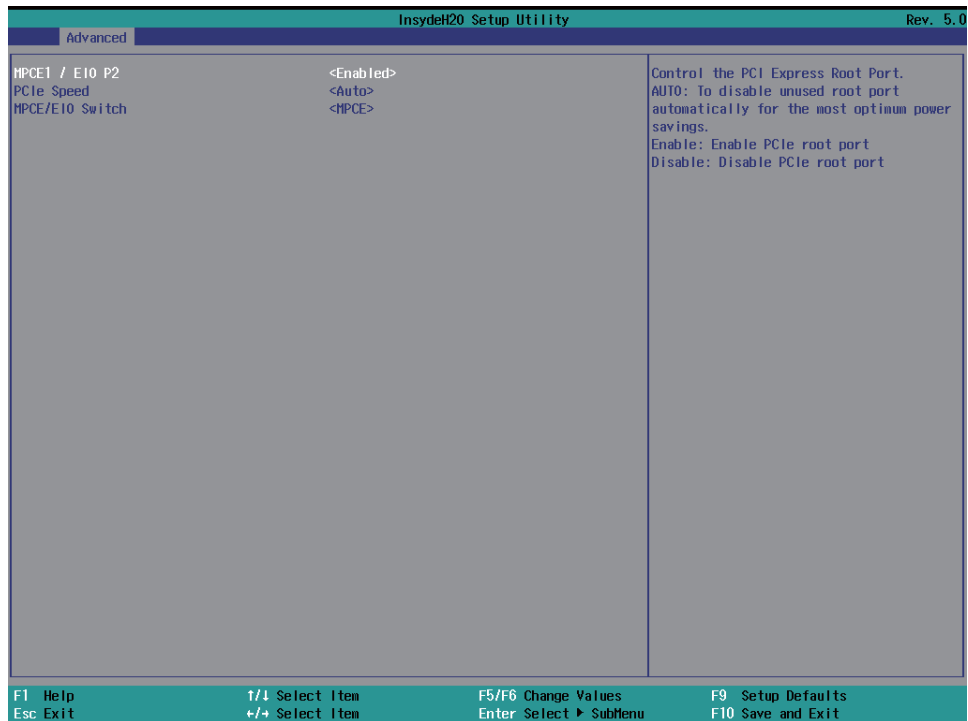 InsydeH20 Setup Utility Rev. 5.0
Advanced
MPCE1 / EIO P2 <Enabled>
PCIe Speed <Auto>
MPCE/EIO Switch <MPCE>
Control the PCI Express Root Port.
AUTO: To disable unused root port
automatically for the most optimum power
savings.
Enable: Enable PCIe root port
Disable: Disable PCIe root port
F1 Help ↑/↓ Select Item F5/F6 Change Values F9 Setup Defaults
Esc Exit ←/→ Select Item Enter Select ▶ SubMenu F10 Save and Exit